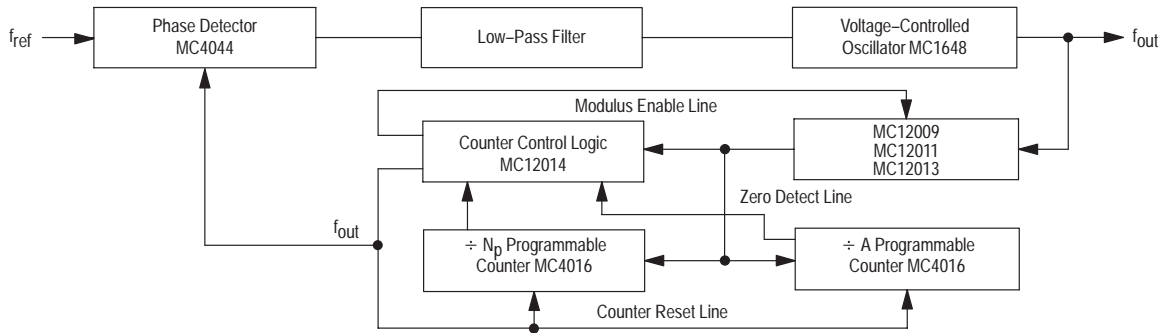 f_ref
Phase Detector
MC4044
Low−Pass Filter
Voltage−Controlled
Oscillator MC1648
f_out
Modulus Enable Line
Counter Control Logic
MC12014
MC12009
MC12011
MC12013
Zero Detect Line
f_out
÷ N_p Programmable
Counter MC4016
÷ A Programmable
Counter MC4016
Counter Reset Line